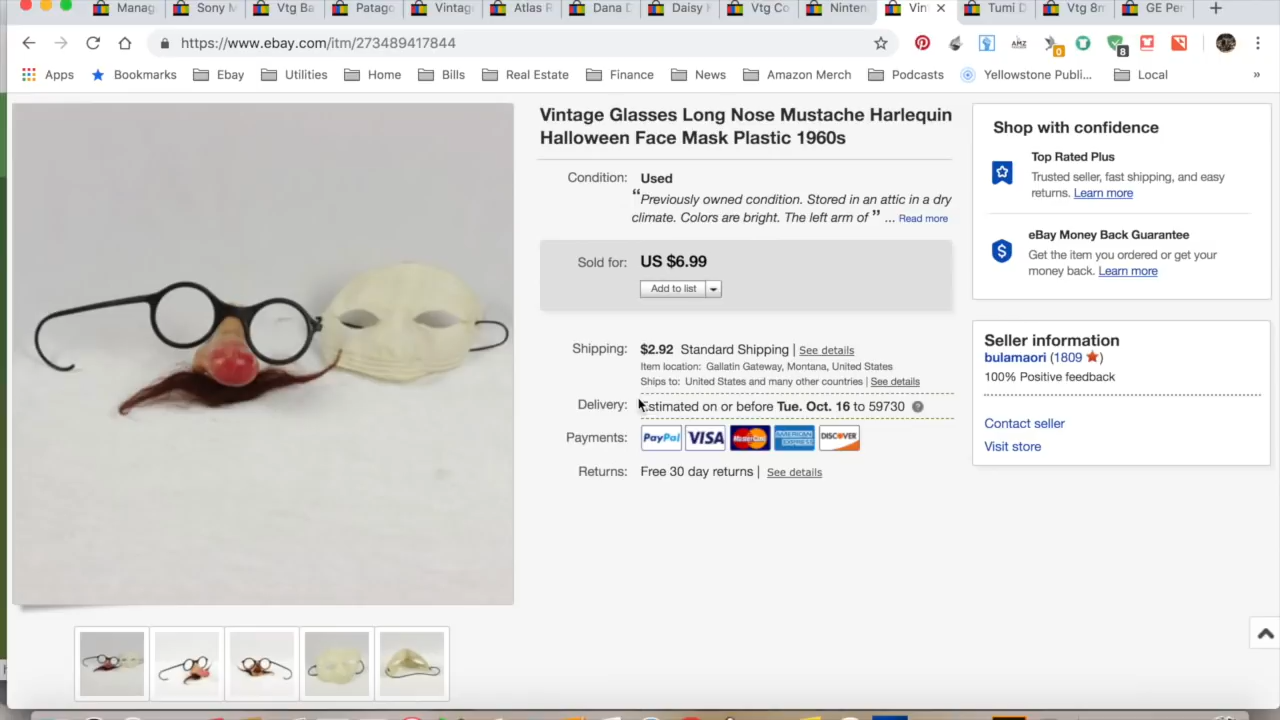 Manag
Sony M
Vtg Ba
Patago
Vintag
Atlas R
Dana D
Daisy H
Vtg Co
Ninten
Vin
Tumi D
Vtg 8m
GE Per
https://www.ebay.com/itm/273489417844
AMZ
0
8
Apps
Bookmarks
Ebay
Utilities
Home
Bills
Real Estate
Finance
News
Amazon Merch
Podcasts
Yellowstone Publi...
Local
»
Vintage Glasses Long Nose Mustache Harlequin
Halloween Face Mask Plastic 1960s
Condition: Used
“Previously owned condition. Stored in an attic in a dry
climate. Colors are bright. The left arm of ” ... Read more
Sold for: US $6.99
Add to list
Shipping: $2.92 Standard Shipping | See details
Item location: Gallatin Gateway, Montana, United States
Ships to: United States and many other countries | See details
Delivery: Estimated on or before Tue. Oct. 16 to 59730 ?
Payments: PayPal VISA MasterCard AMERICAN EXPRESS DISCOVER
Returns: Free 30 day returns | See details
Shop with confidence
Top Rated Plus
Trusted seller, fast shipping, and easy
returns. Learn more
eBay Money Back Guarantee
$
Get the item you ordered or get your
money back. Learn more
Seller information
bulamaori (1809 ★)
100% Positive feedback
Contact seller
Visit store